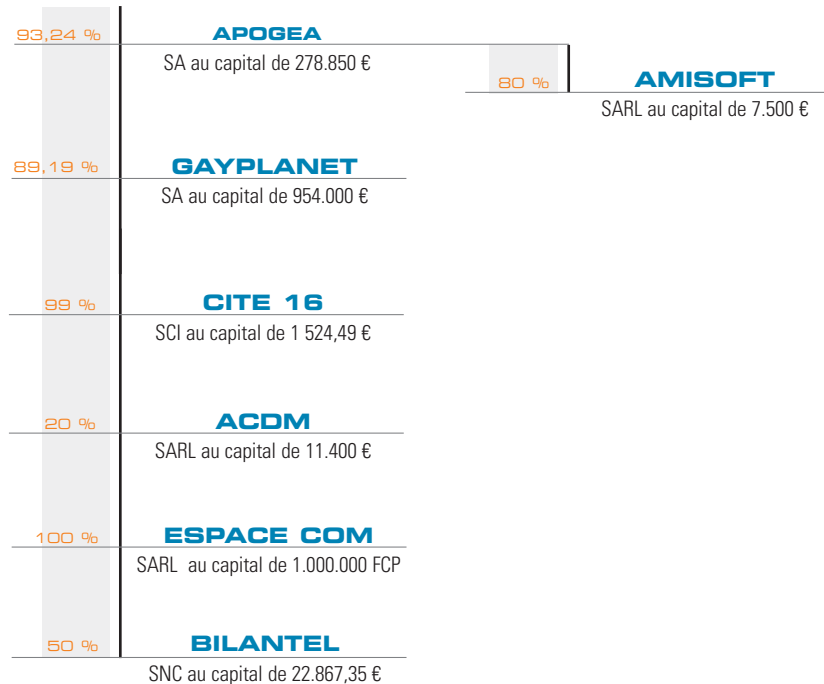 93,24 %
APOGEA
SA au capital de 278.850 €
80 %
AMISOFT
SARL au capital de 7.500 €
89,19 %
GAYPLANET
SA au capital de 954.000 €
99 %
CITE 16
SCI au capital de 1 524,49 €
20 %
ACDM
SARL au capital de 11.400 €
100 %
ESPACE COM
SARL au capital de 1.000.000 FCP
50 %
BILANTEL
SNC au capital de 22.867,35 €